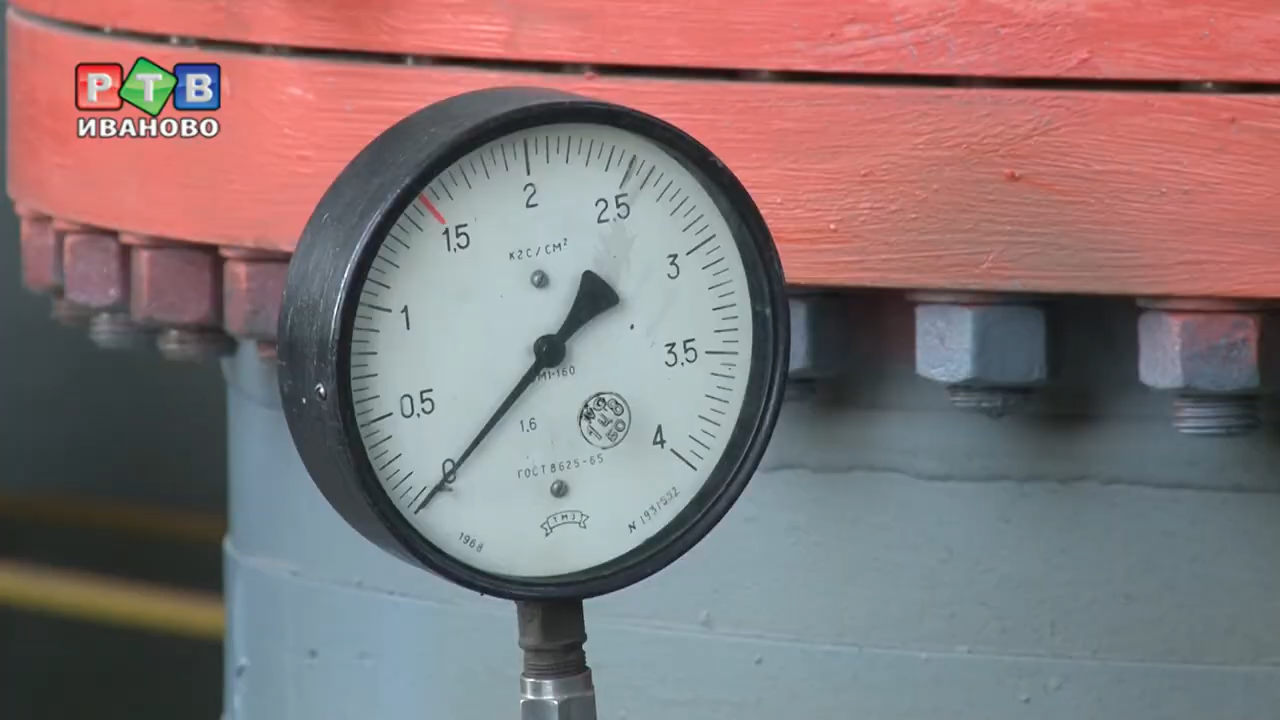 РТВ
ИВАНОВО
2
2,5
1,5
кгс/см²
3
1
3,5
0,5
1,6
4
0
ГОСТ 8625-65
ТМЗ
1968